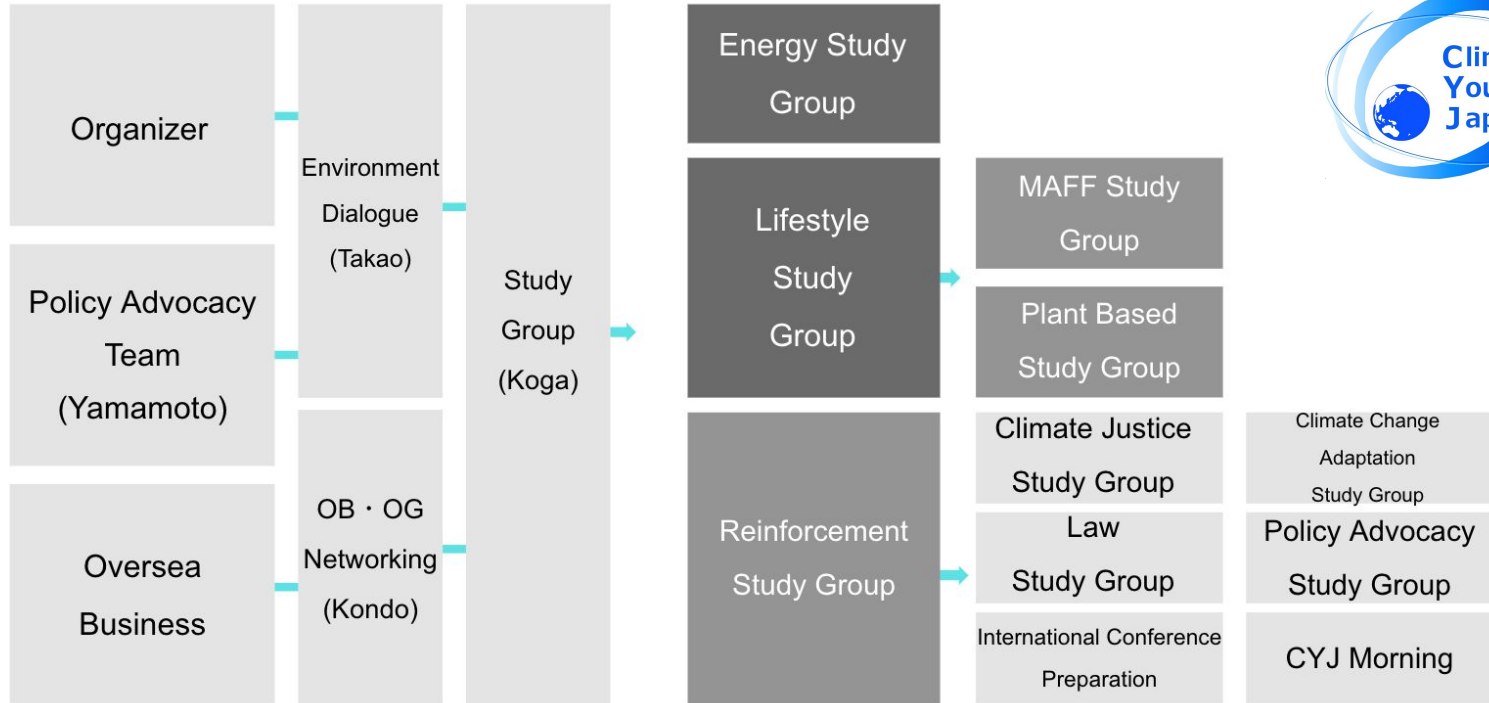 Organizer
Policy Advocacy
Team
(Yamamoto)
Oversea
Business
Environment
Dialogue
(Takao)
OB・OG
Networking
(Kondo)
Study
Group
(Koga)
Energy Study
Group
Lifestyle
Study
Group
Reinforcement
Study Group
MAFF Study
Group
Plant Based
Study Group
Climate Justice
Study Group
Climate Change
Adaptation
Study Group
Law
Study Group
Policy Advocacy
Study Group
International Conference
Preparation
CYJ Morning